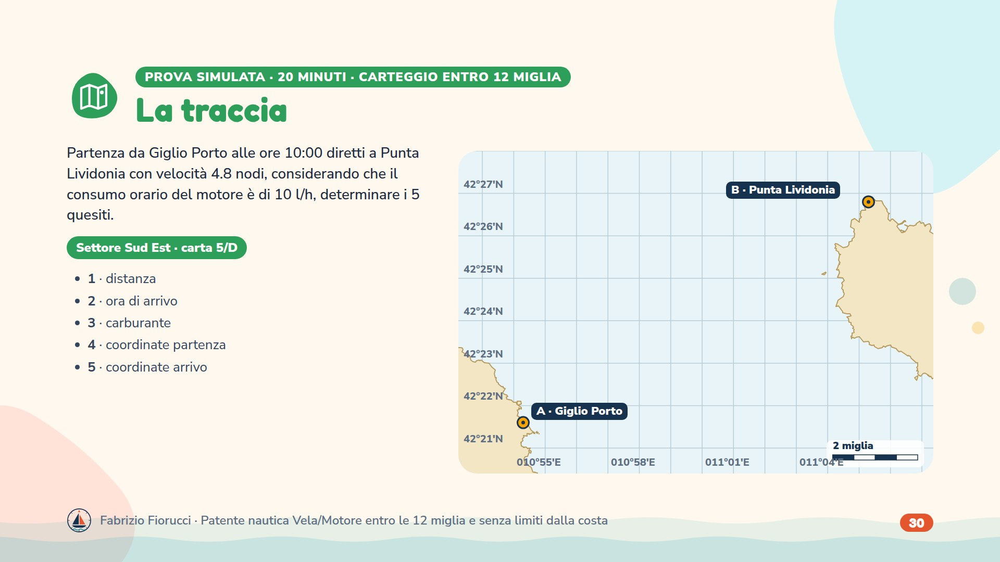 PROVA SIMULATA · 20 MINUTI · CARTEGGIO ENTRO 12 MIGLIA
La traccia
Partenza da Giglio Porto alle ore 10:00 diretti a Punta
Lividonia con velocità 4.8 nodi, considerando che il
consumo orario del motore è di 10 l/h, determinare i 5
quesiti.
Settore Sud Est · carta 5/D
• 1 · distanza
• 2 · ora di arrivo
• 3 · carburante
• 4 · coordinate partenza
• 5 · coordinate arrivo
42°27'N
B · Punta Lividonia
42°26'N
42°25'N
42°24'N
42°23'N
42°22'N
A · Giglio Porto
42°21'N
2 miglia
010°55'E
010°58'E
011°01'E
011°04'E
Fabrizio Fiorucci · Patente nautica Vela/Motore entro le 12 miglia e senza limiti dalla costa
30